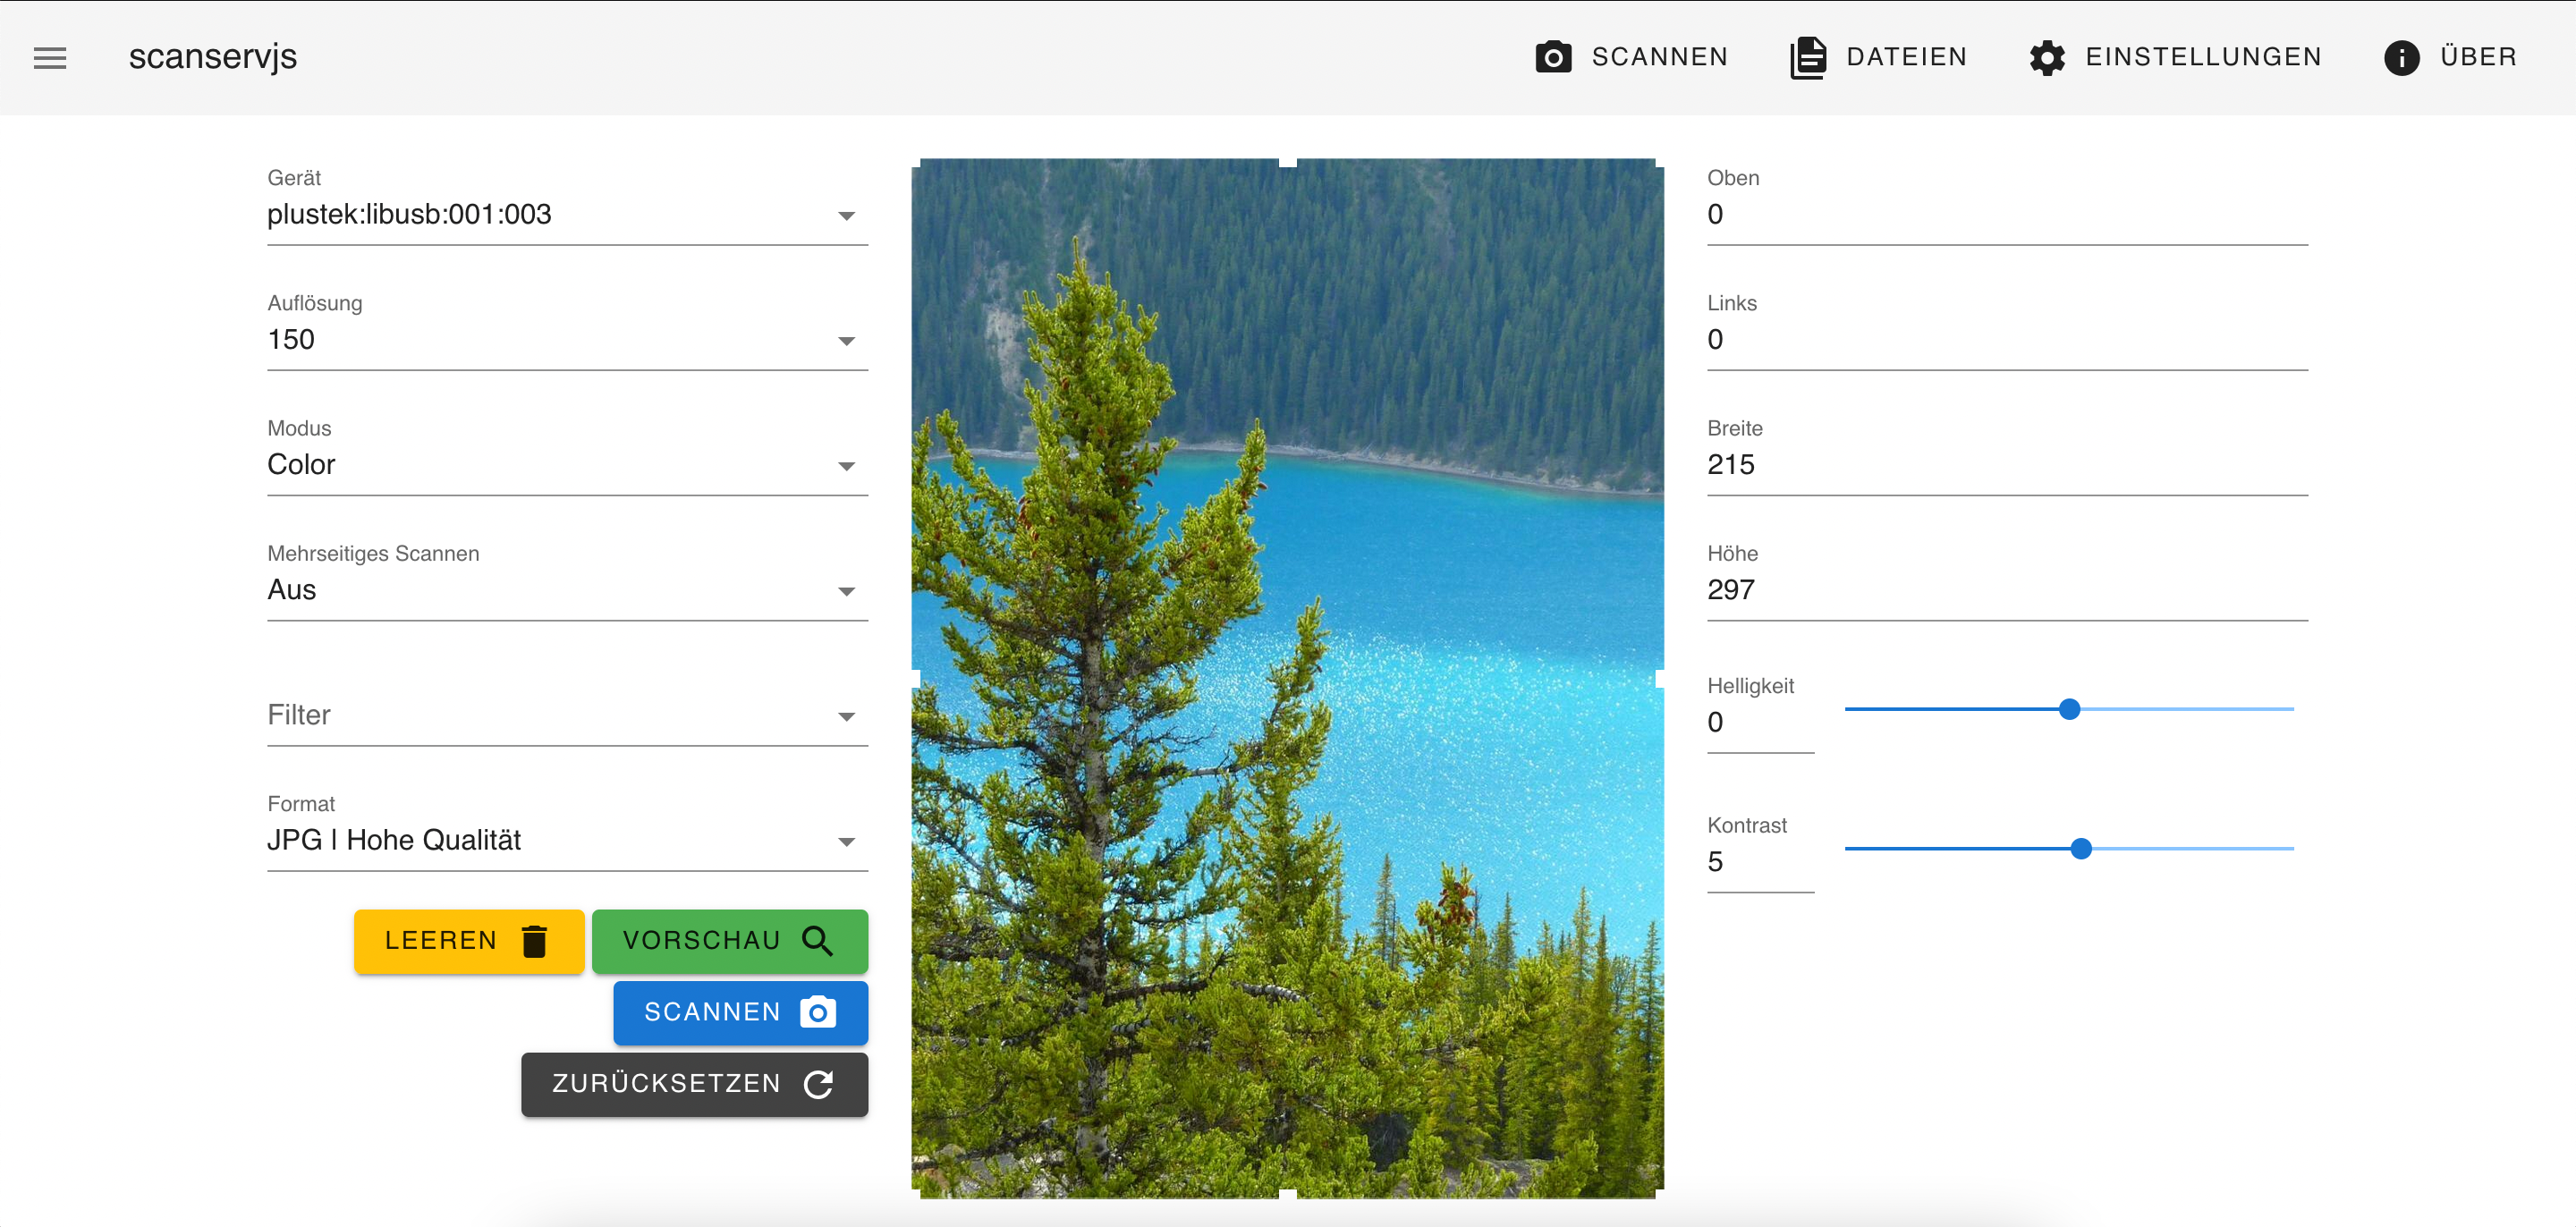 scanservjs
SCANNEN
DATEIEN
EINSTELLUNGEN
ÜBER
Gerät
plustek:libusb:001:003
Auflösung
150
Modus
Color
Mehrseitiges Scannen
Aus
Filter
Format
JPG | Hohe Qualität
LEEREN
VORSCHAU
SCANNEN
ZURÜCKSETZEN
Oben
0
Links
0
Breite
215
Höhe
297
Helligkeit
0
Kontrast
5